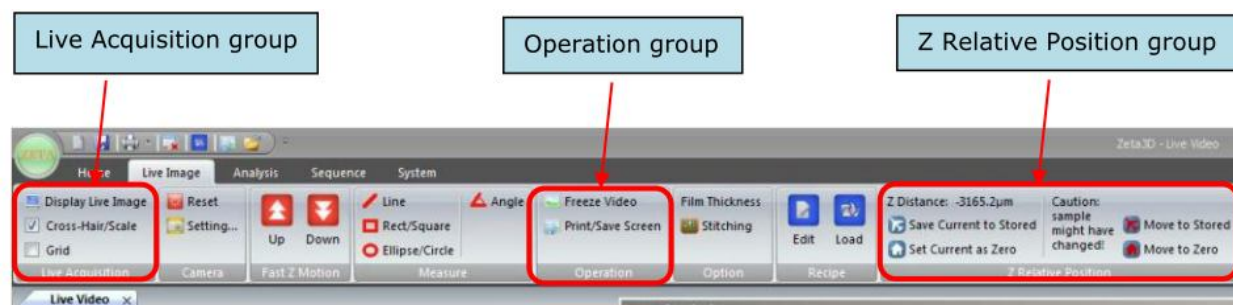 Live Acquisition group
Operation group
Z Relative Position group
ZETA
Zeta3D - Live Video
Home Live Image Analysis Sequence System
Display Live Image
Cross-Hair/Scale
Grid
Live Acquisition
Reset
Setting...
Camera
Up Down
Fast Z Motion
Line
Rect/Square
Ellipse/Circle
Angle
Measure
Freeze Video
Print/Save Screen
Operation
Film Thickness
Stitching
Option
Edit Load
Recipe
Z Distance: -3165.2µm
Save Current to Stored
Set Current as Zero
Caution:
sample
might have
changed!
Move to Stored
Move to Zero
Z Relative Position
Live Video